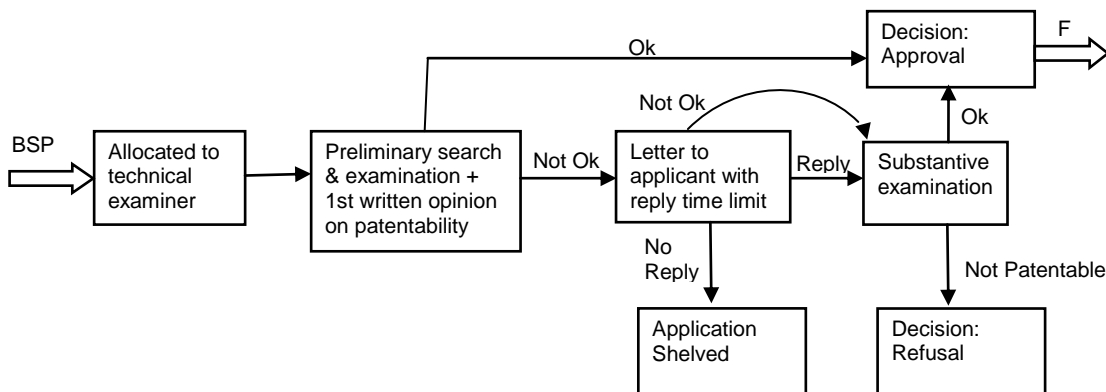 BSP
Allocated to
technical
examiner
Preliminary search
& examination +
1st written opinion
on patentability
Ok
Not Ok
Letter to
applicant with
reply time limit
Not Ok
Reply
No
Reply
Application
Shelved
Substantive
examination
Ok
Decision:
Approval
F
Not Patentable
Decision:
Refusal